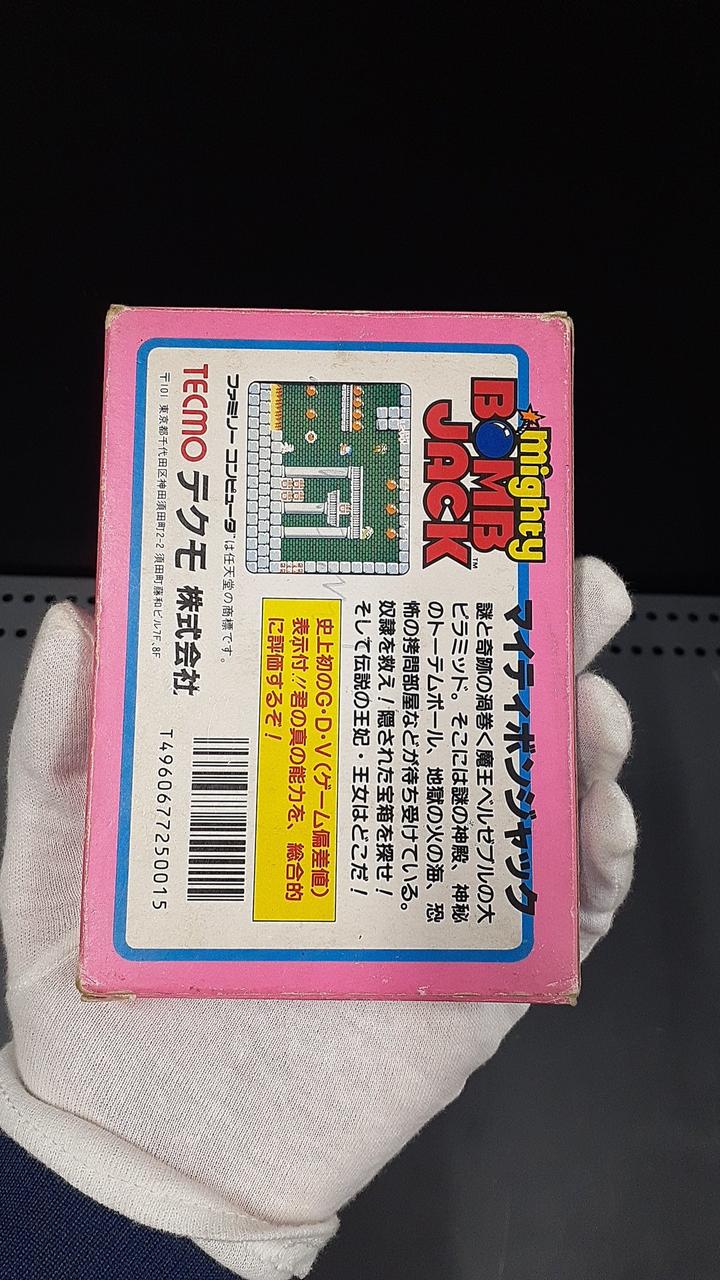 mighty
BOMB
JACK™
マイティボンジャック
謎と奇跡の渦巻く魔王ベルゼブルの大
ピラミッド。そこには謎の神殿、神秘
のトーテムポール、地獄の火の海、恐
怖の拷問部屋などが待ち受けている。
奴隷を救え！隠された宝箱を探せ！
そして伝説の王妃・王女はどこだ！
史上初のG・D・V（ゲーム偏差値）
表示付!!君の真の能力を、総合的
に評価するぞ！
ファミリーコンピュータ™は任天堂の商標です。
TECMO テクモ 株式会社
〒101 東京都千代田区神田須田町2-2 須田町藤和ビル7F,8F
T4960677250015